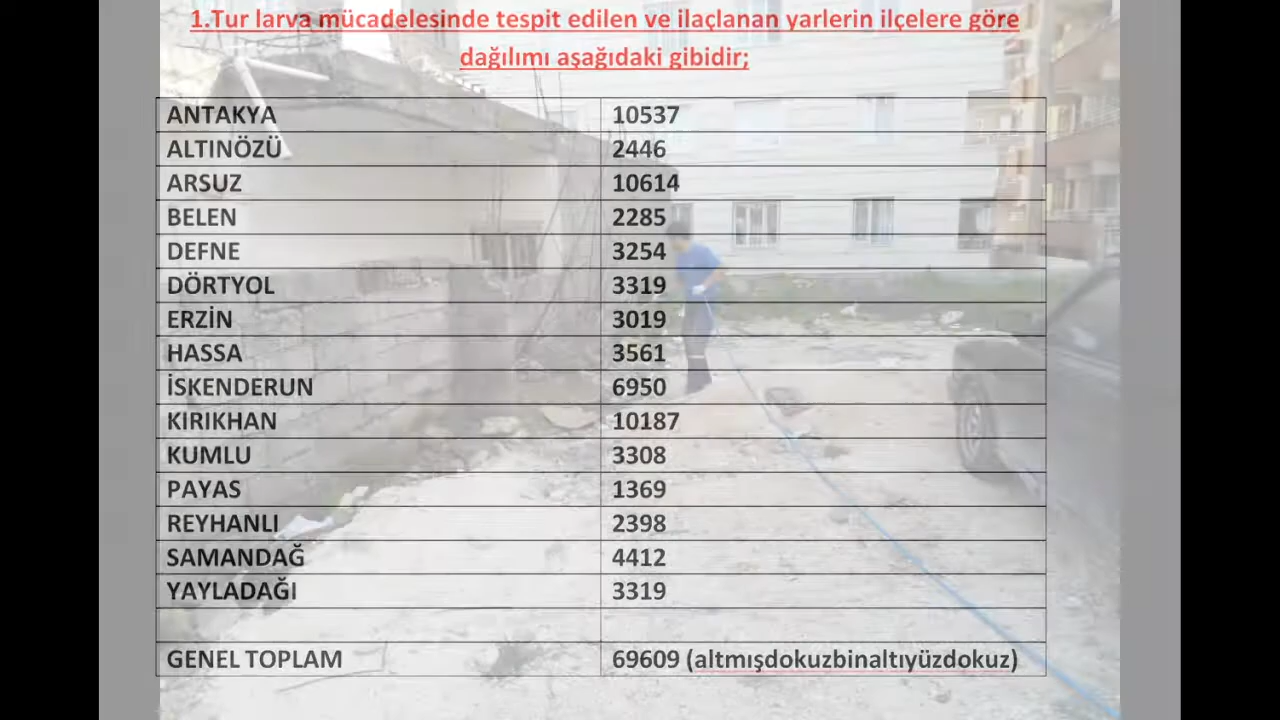 1.Tur larva mücadelesinde tespit edilen ve ilaçlanan yarlerin ilçelere göre
dağılımı aşağıdaki gibidir;
ANTAKYA 10537
ALTINÖZÜ 2446
ARSUZ 10614
BELEN 2285
DEFNE 3254
DÖRTYOL 3319
ERZİN 3019
HASSA 3561
İSKENDERUN 6950
KIRIKHAN 10187
KUMLU 3308
PAYAS 1369
REYHANLI 2398
SAMANDAĞ 4412
YAYLADAĞI 3319
GENEL TOPLAM 69609 (altmışdokuzbinaltıyüzdokuz)